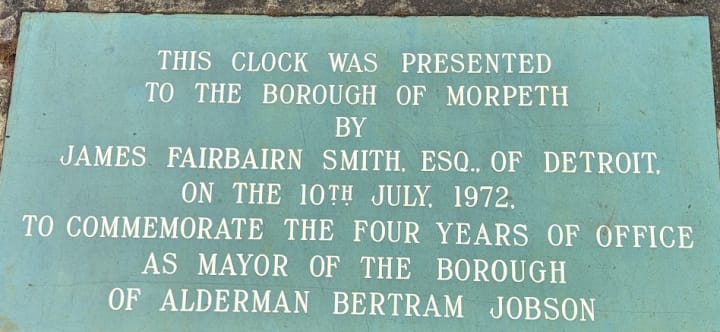 THIS CLOCK WAS PRESENTED
TO THE BOROUGH OF MORPETH
BY
JAMES FAIRBAIRN SMITH, ESQ., OF DETROIT,
ON THE 10TH JULY, 1972,
TO COMMEMORATE THE FOUR YEARS OF OFFICE
AS MAYOR OF THE BOROUGH
OF ALDERMAN BERTRAM JOBSON